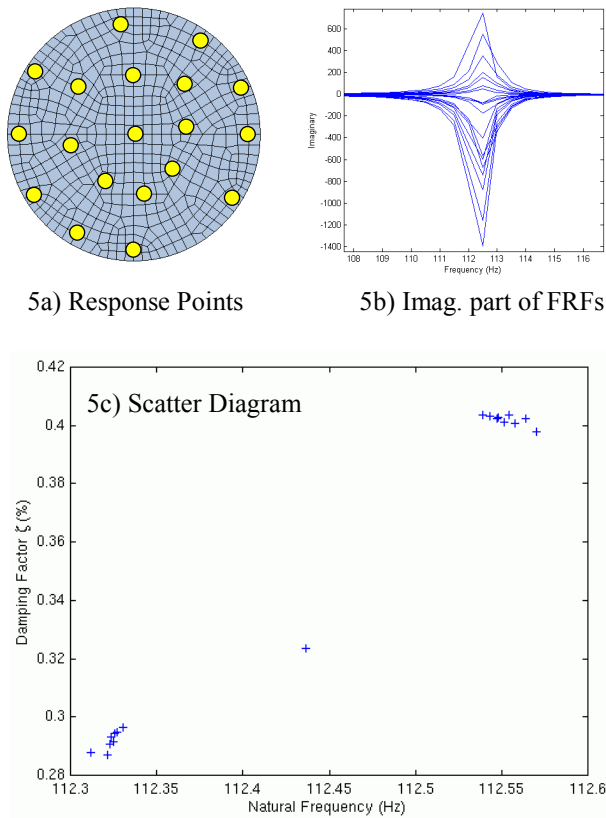 5a) Response Points
600
400
200
0
-200
-400
-600
-800
-1000
-1200
-1400
Imaginary
108 109 110 111 112 113 114 115 116
Frequency (Hz)
5b) Imag. part of FRFs
5c) Scatter Diagram
0.42
0.4
0.38
0.36
0.34
0.32
0.3
0.28
Damping Factor ζ (%)
112.3 112.35 112.4 112.45 112.5 112.55 112.6
Natural Frequency (Hz)